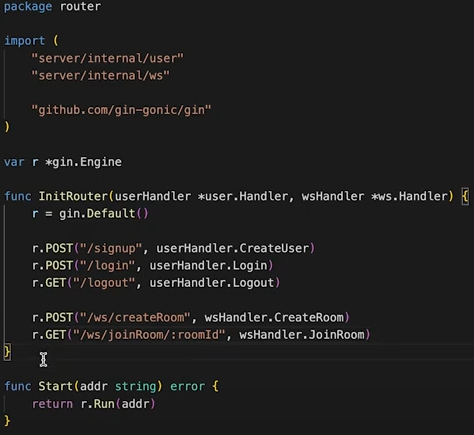 package router
import (
"server/internal/user"
"server/internal/ws"
"github.com/gin-gonic/gin"
)
var r *gin.Engine
func InitRouter(userHandler *user.Handler, wsHandler *ws.Handler) {
r = gin.Default()
r.POST("/signup", userHandler.CreateUser)
r.POST("/login", userHandler.Login)
r.GET("/logout", userHandler.Logout)
r.POST("/ws/createRoom", wsHandler.CreateRoom)
r.GET("/ws/joinRoom/:roomId", wsHandler.JoinRoom)
}
func Start(addr string) error {
return r.Run(addr)
}